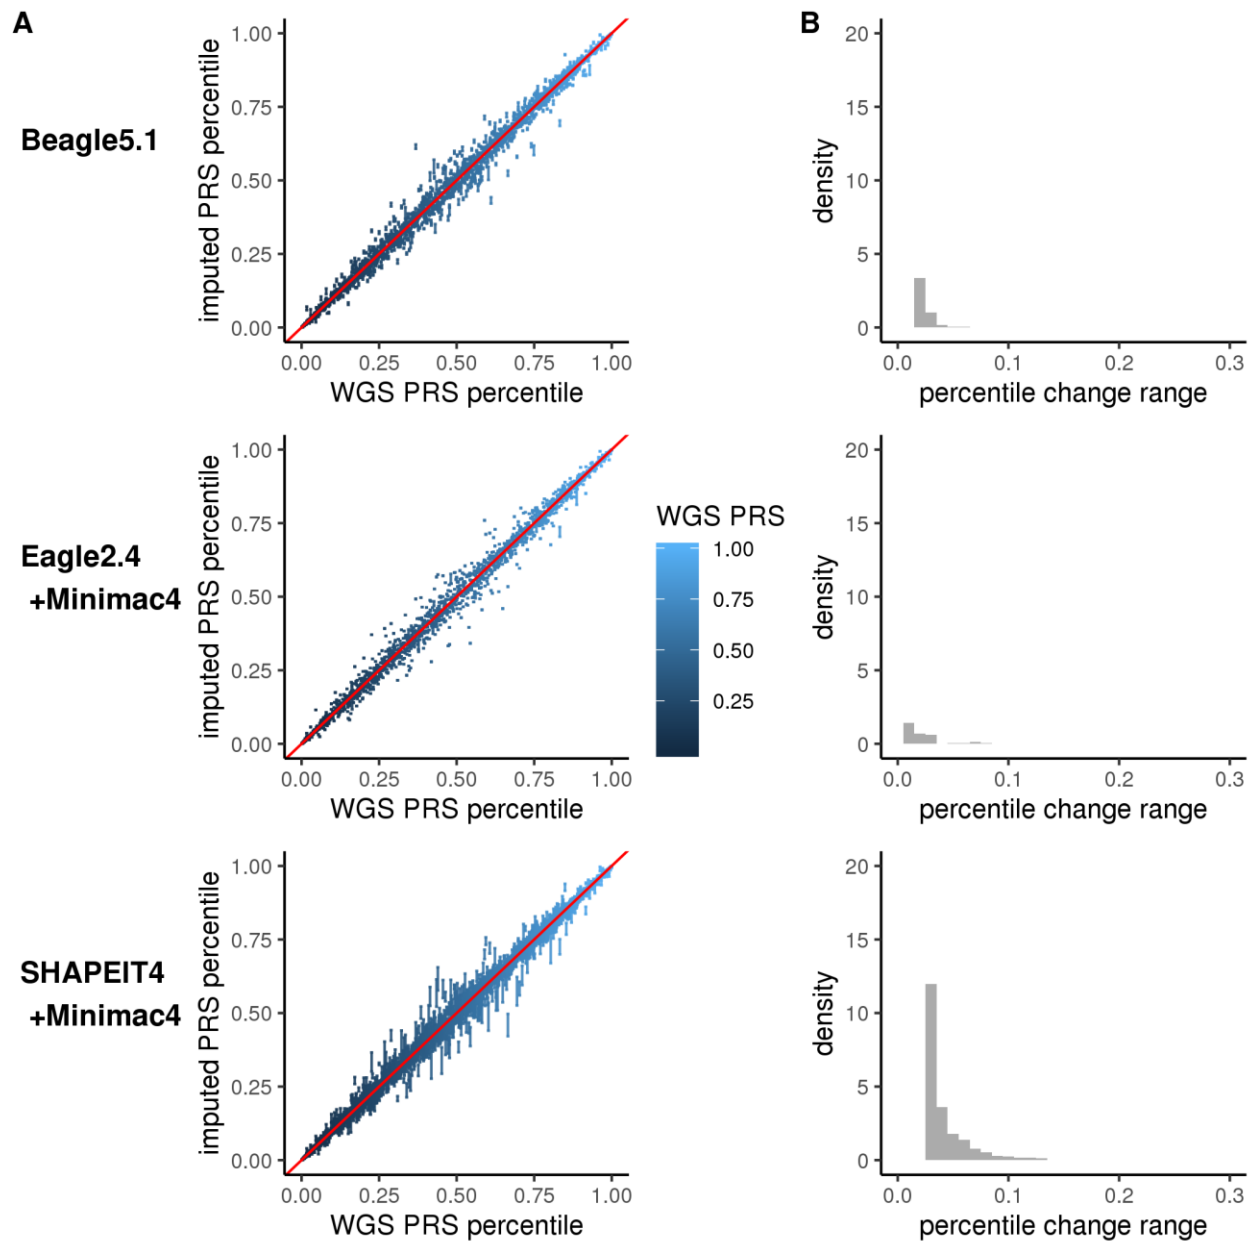 A
B
Beagle5.1
imputed PRS percentile
1.00
0.75
0.50
0.25
0.00
0.00 0.25 0.50 0.75 1.00
WGS PRS percentile
density
20
15
10
5
0
0.0 0.1 0.2 0.3
percentile change range
Eagle2.4
+Minimac4
imputed PRS percentile
1.00
0.75
0.50
0.25
0.00
0.00 0.25 0.50 0.75 1.00
WGS PRS percentile
WGS PRS
1.00
0.75
0.50
0.25
density
20
15
10
5
0
0.0 0.1 0.2 0.3
percentile change range
SHAPEIT4
+Minimac4
imputed PRS percentile
1.00
0.75
0.50
0.25
0.00
0.00 0.25 0.50 0.75 1.00
WGS PRS percentile
density
20
15
10
5
0
0.0 0.1 0.2 0.3
percentile change range